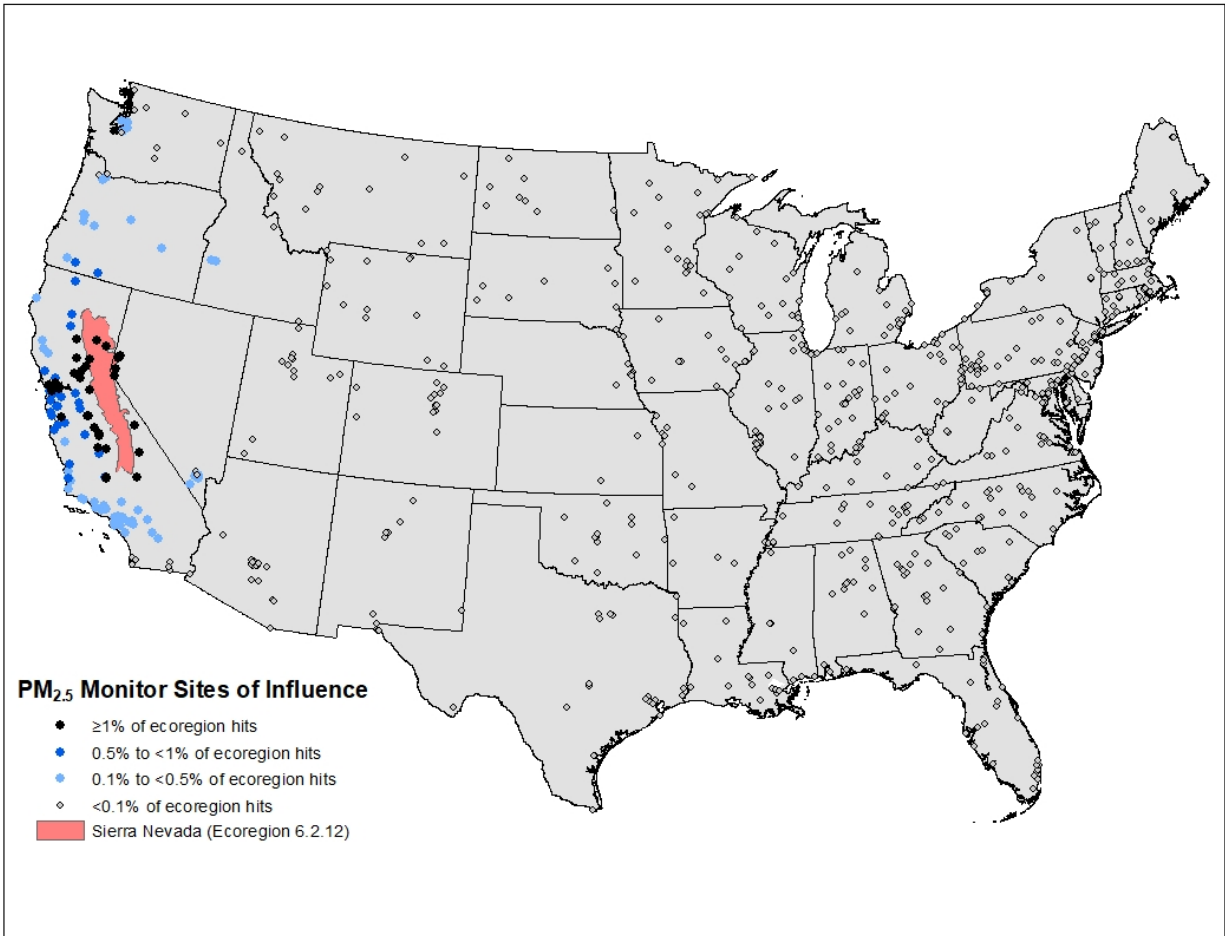 PM2.5 Monitor Sites of Influence
≥1% of ecoregion hits
0.5% to <1% of ecoregion hits
0.1% to <0.5% of ecoregion hits
<0.1% of ecoregion hits
Sierra Nevada (Ecoregion 6.2.12)